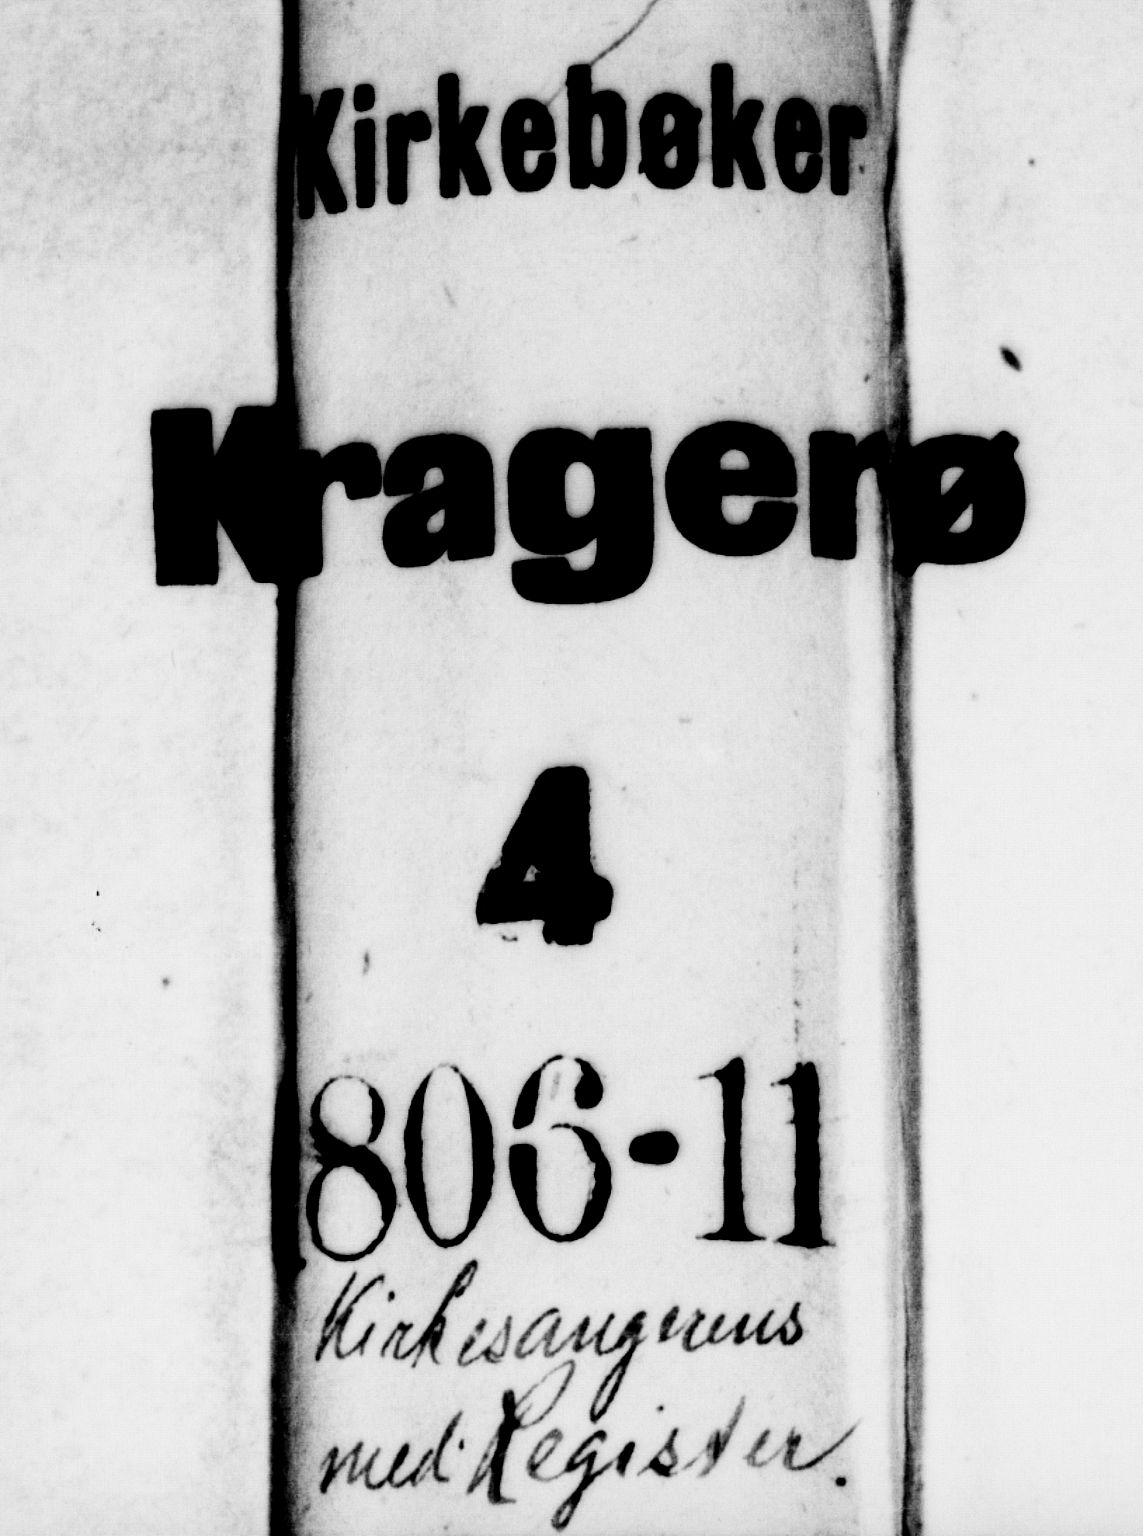 Kirkebøker
Kragerø
4
806-11
Kirkesangerens
med Register.